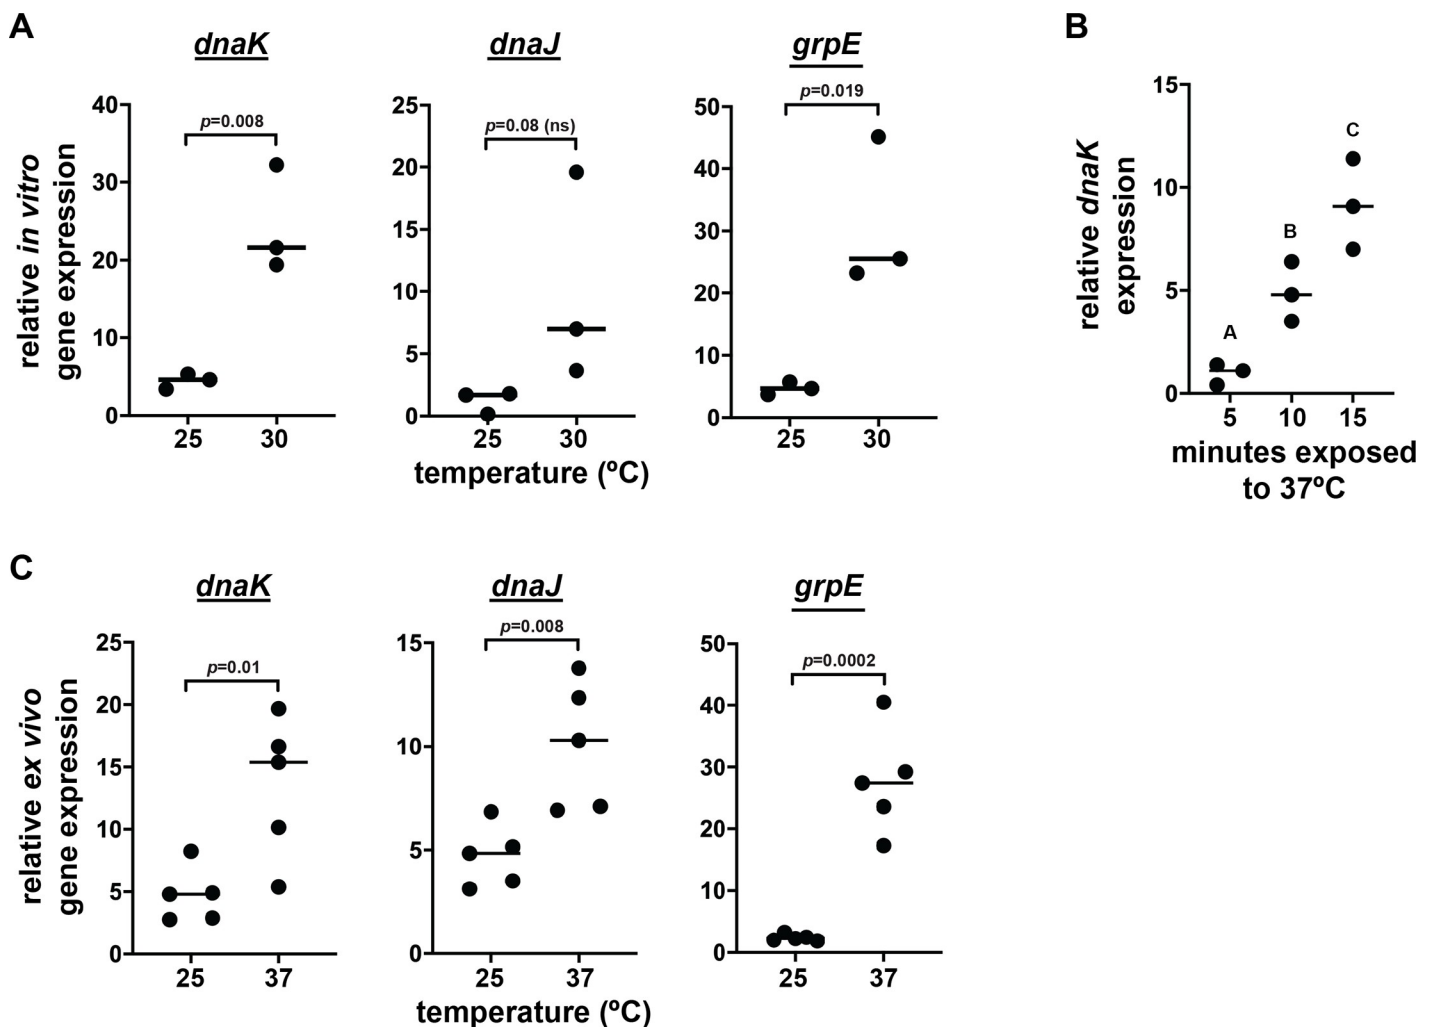 A
dnaK
dnaJ
grpE
B
relative in vitro
gene expression
40
30
20
10
0
p=0.008
25
30
25
20
15
10
5
0
p=0.08 (ns)
25
30
temperature (ºC)
50
40
30
20
10
0
p=0.019
25
30
relative dnaK
expression
15
10
5
0
A
B
C
5
10
15
minutes exposed
to 37ºC
C
dnaK
dnaJ
grpE
relative ex vivo
gene expression
25
20
15
10
5
0
p=0.01
25
37
15
10
5
0
p=0.008
25
37
temperature (ºC)
50
40
30
20
10
0
p=0.0002
25
37